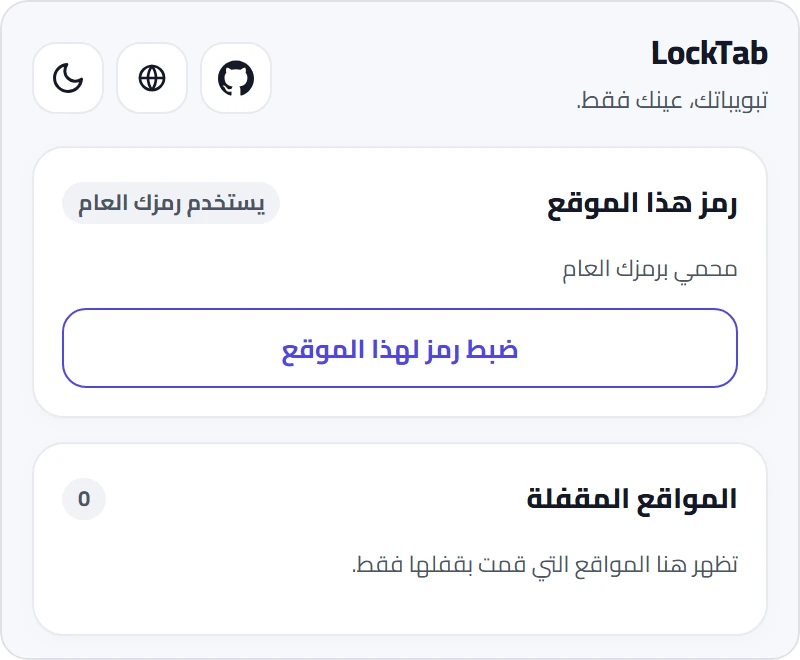 LockTab
تبويباتك، عينك فقط.
رمز هذا الموقع
يستخدم رمزك العام
محمي برمزك العام
ضبط رمز لهذا الموقع
المواقع المقفلة
0
تظهر هنا المواقع التي قمت بقفلها فقط.